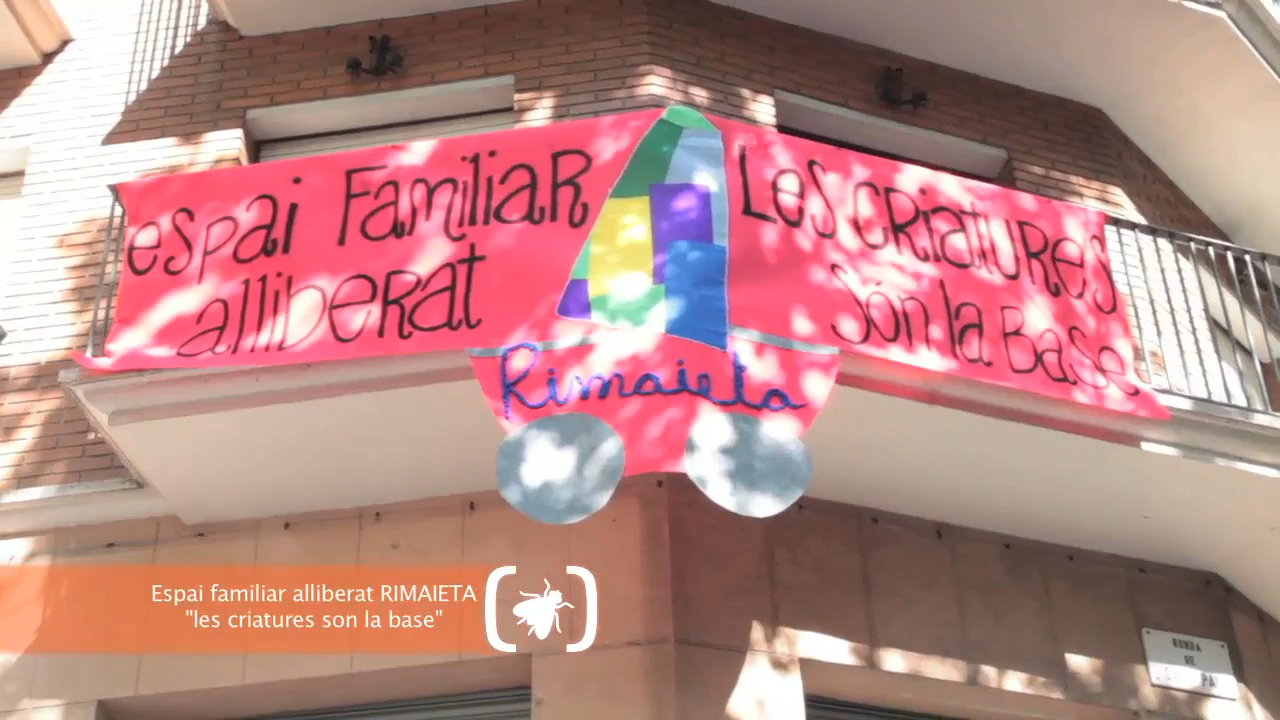 espai Familiar
alliberat
Les criatures
són la Base
Rimaieta
Espai familiar alliberat RIMAIETA
"les criatures son la base"
RONDA
DE